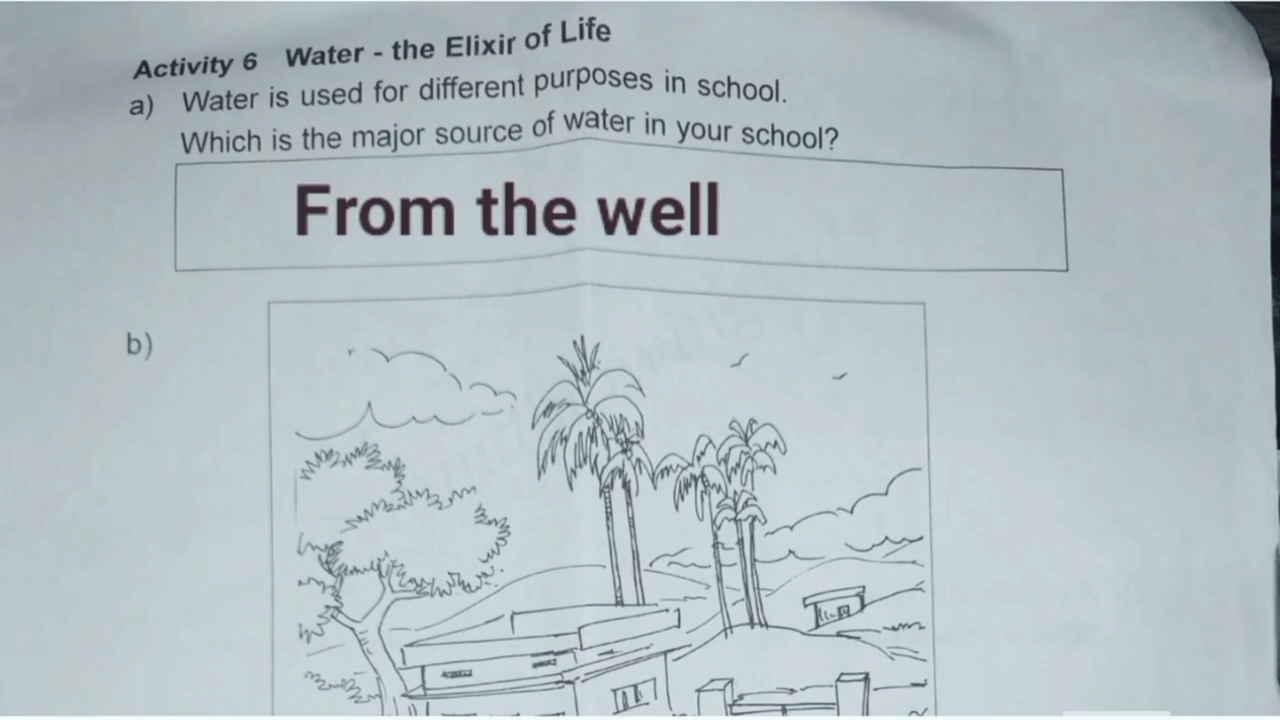 Activity 6 Water - the Elixir of Life
a) Water is used for different purposes in school.
Which is the major source of water in your school?
From the well
b)